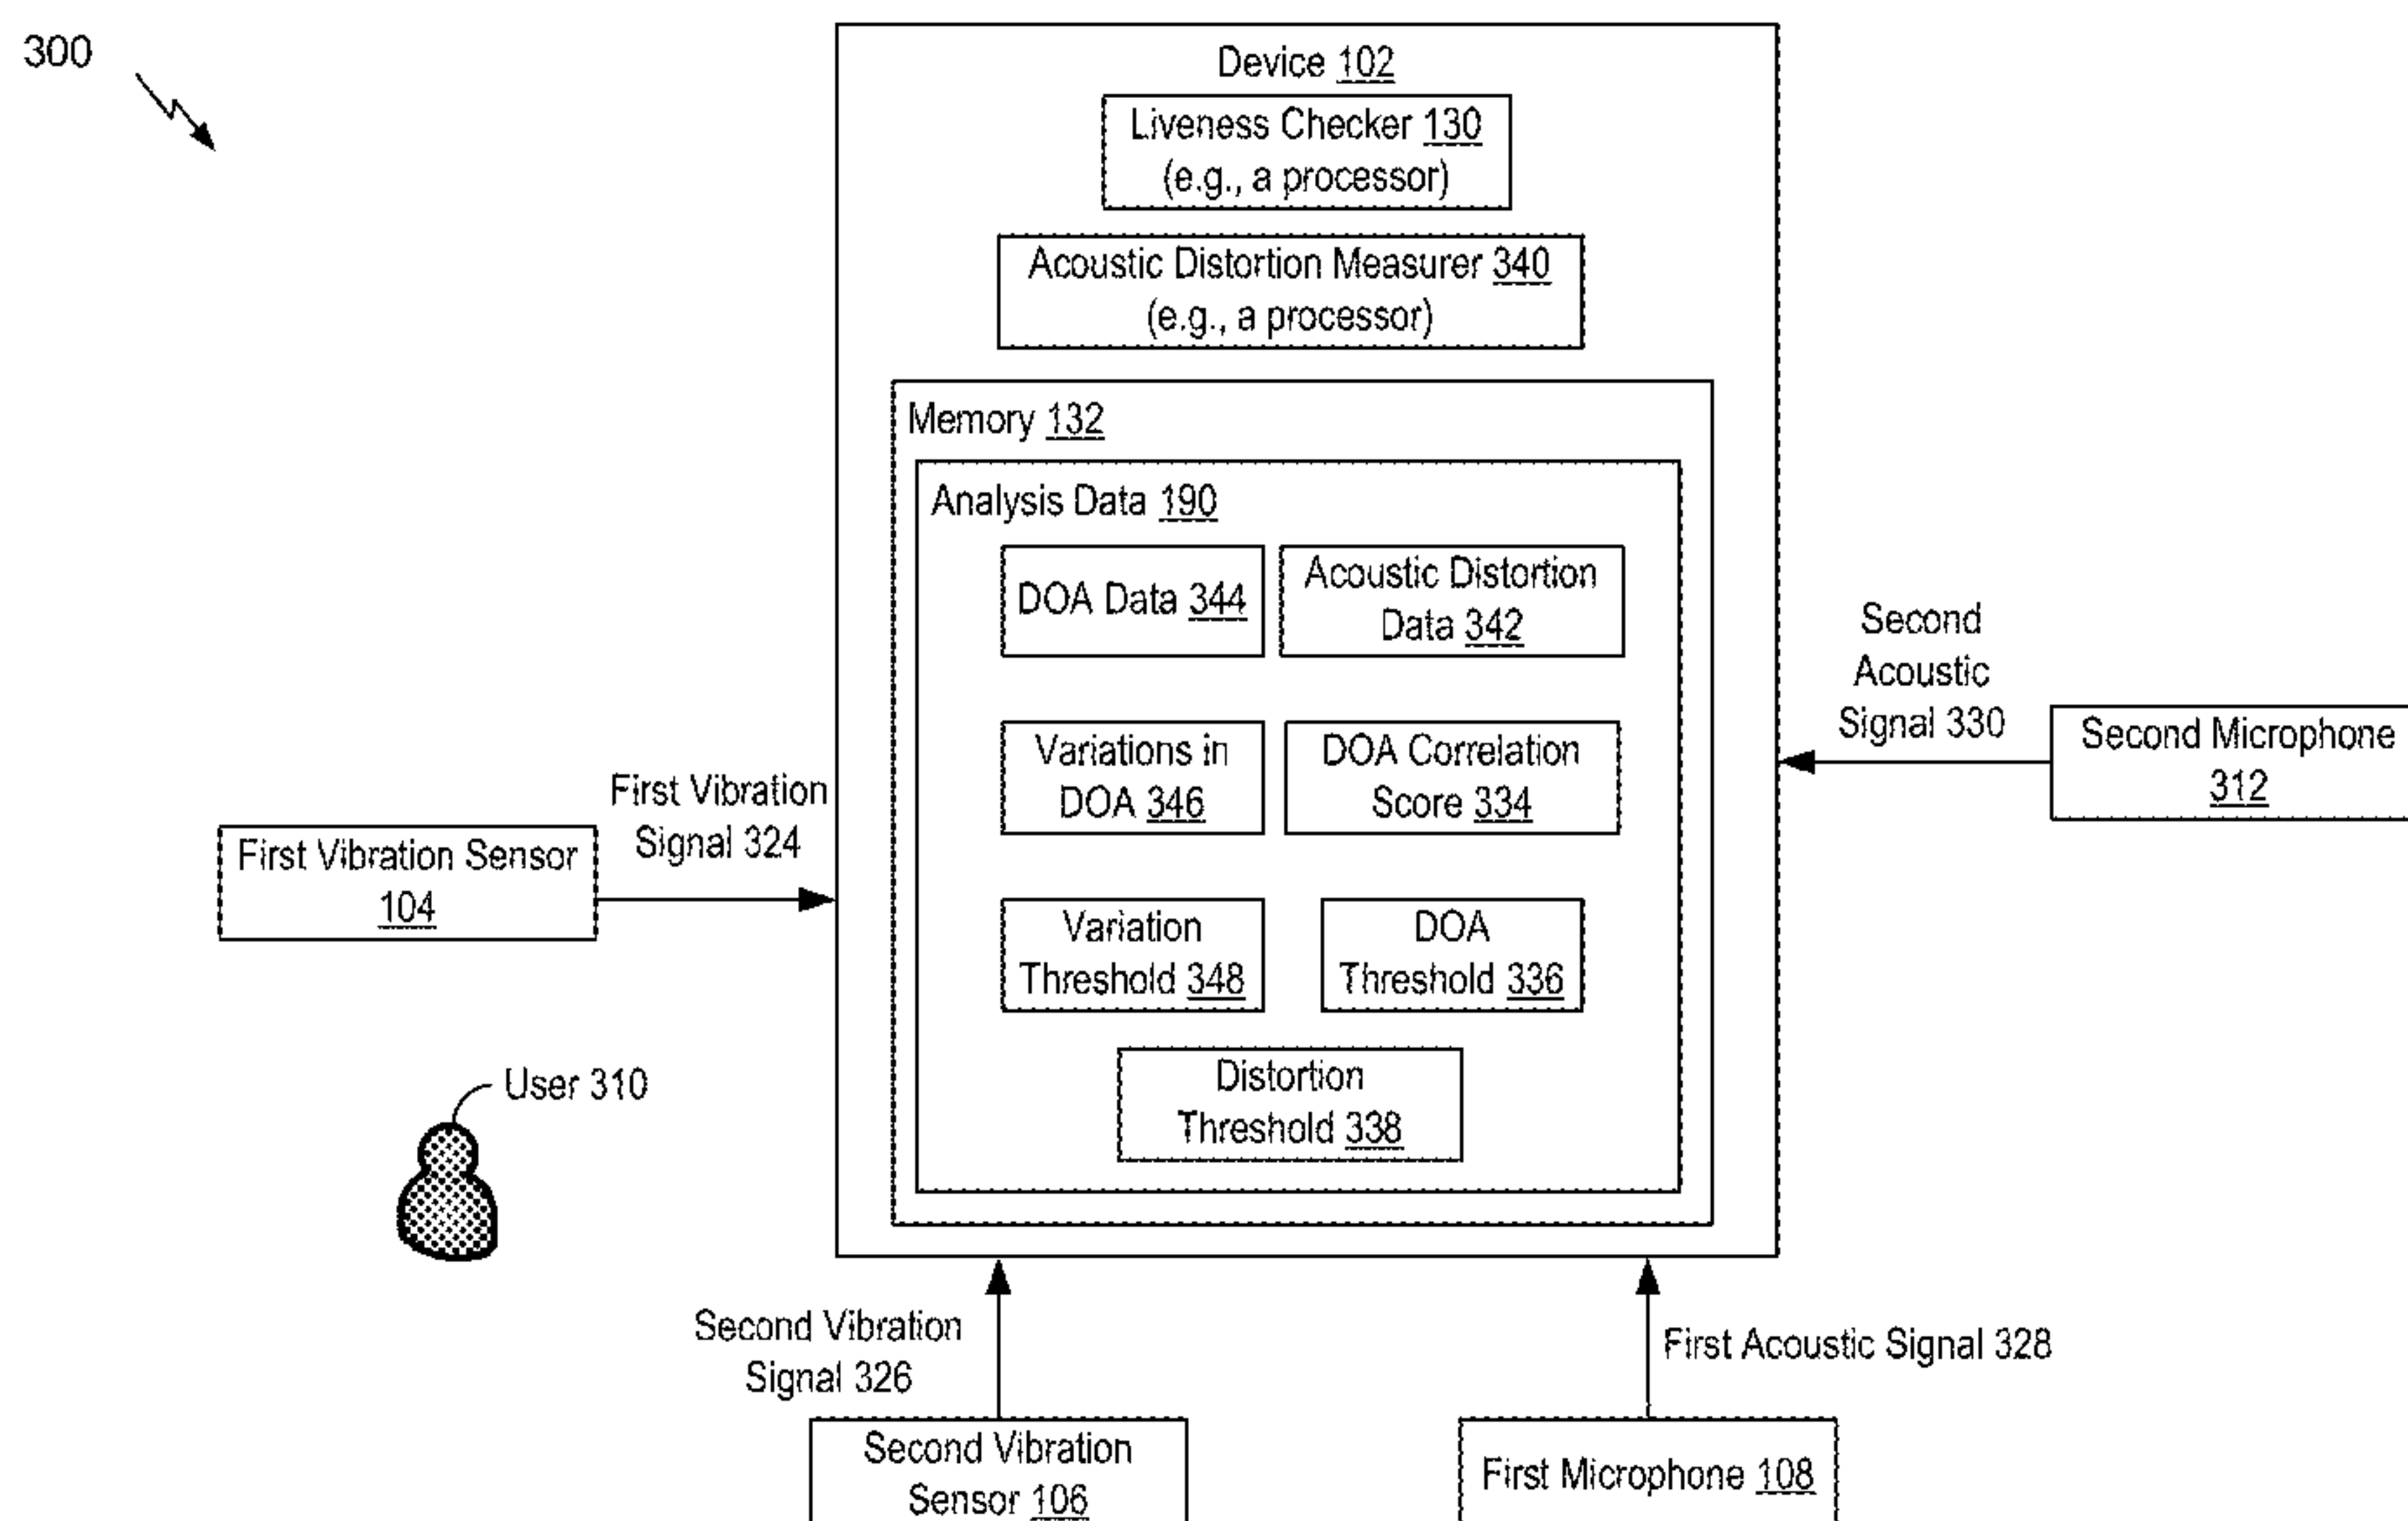 300
Device 102
Liveness Checker 130
(e.g., a processor)
Acoustic Distortion Measurer 340
(e.g., a processor)
Memory 132
Analysis Data 190
DOA Data 344
Acoustic Distortion
Data 342
Variations in
DOA 346
DOA Correlation
Score 334
Variation
Threshold 348
DOA
Threshold 336
Distortion
Threshold 338
First Vibration Sensor
104
First Vibration
Signal 324
Second
Acoustic
Signal 330
Second Microphone
312
User 310
Second Vibration
Signal 326
First Acoustic Signal 328
Second Vibration
Sensor 106
First Microphone 108